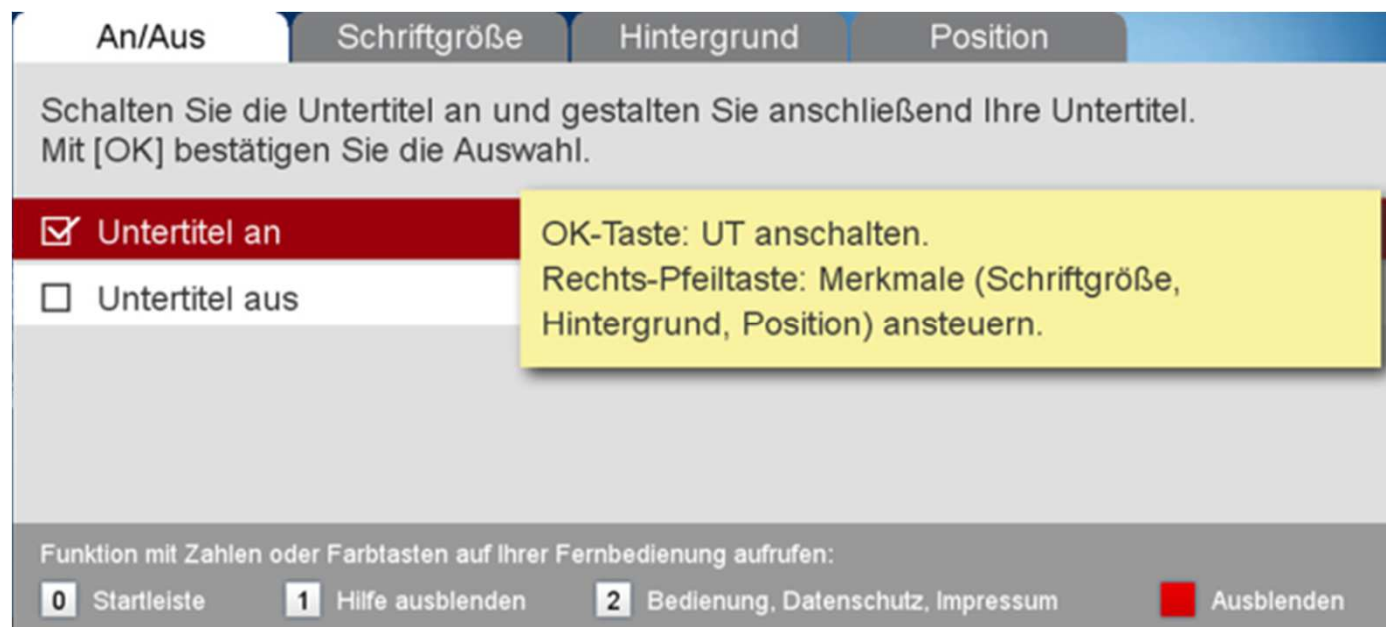 An/Aus Schriftgröße Hintergrund Position
Schalten Sie die Untertitel an und gestalten Sie anschließend Ihre Untertitel.
Mit [OK] bestätigen Sie die Auswahl.
Untertitel an
Untertitel aus
OK-Taste: UT anschalten.
Rechts-Pfeiltaste: Merkmale (Schriftgröße,
Hintergrund, Position) ansteuern.
Funktion mit Zahlen oder Farbtasten auf Ihrer Fernbedienung aufrufen:
0 Startleiste 1 Hilfe ausblenden 2 Bedienung, Datenschutz, Impressum Ausblenden